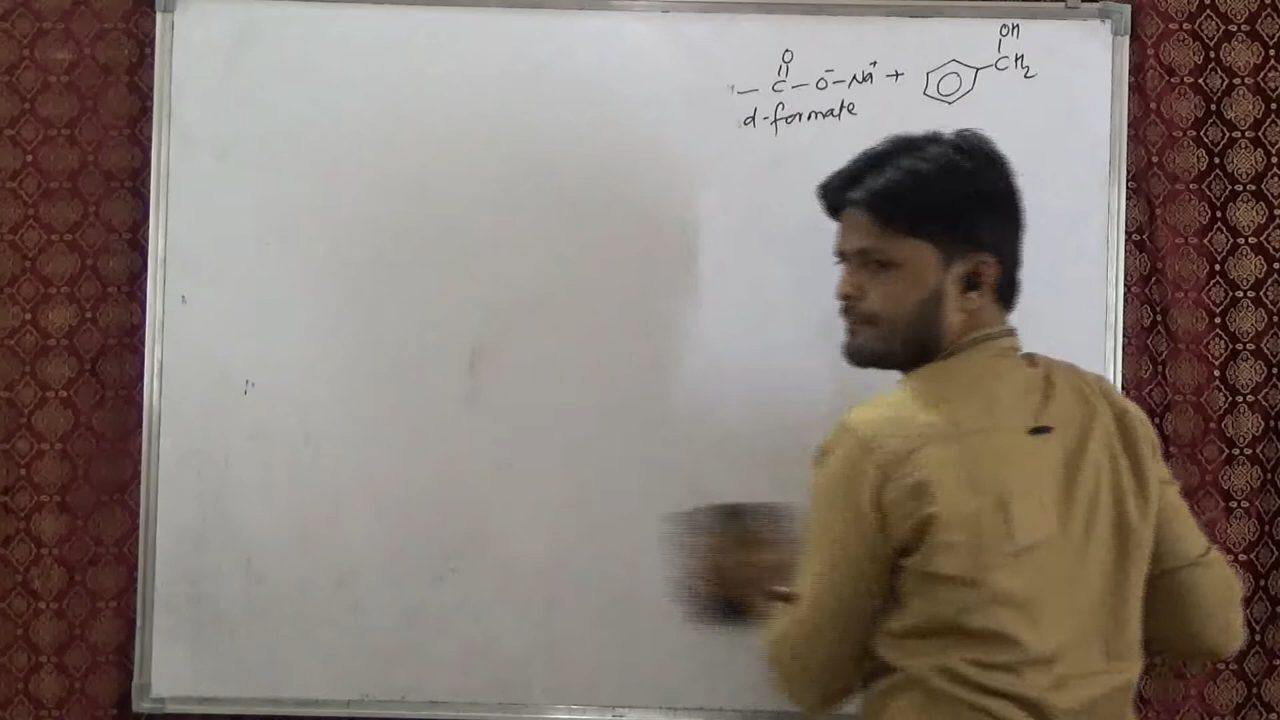 OH
O
— C — O⁻ – Na⁺ + CH₂
d-formate